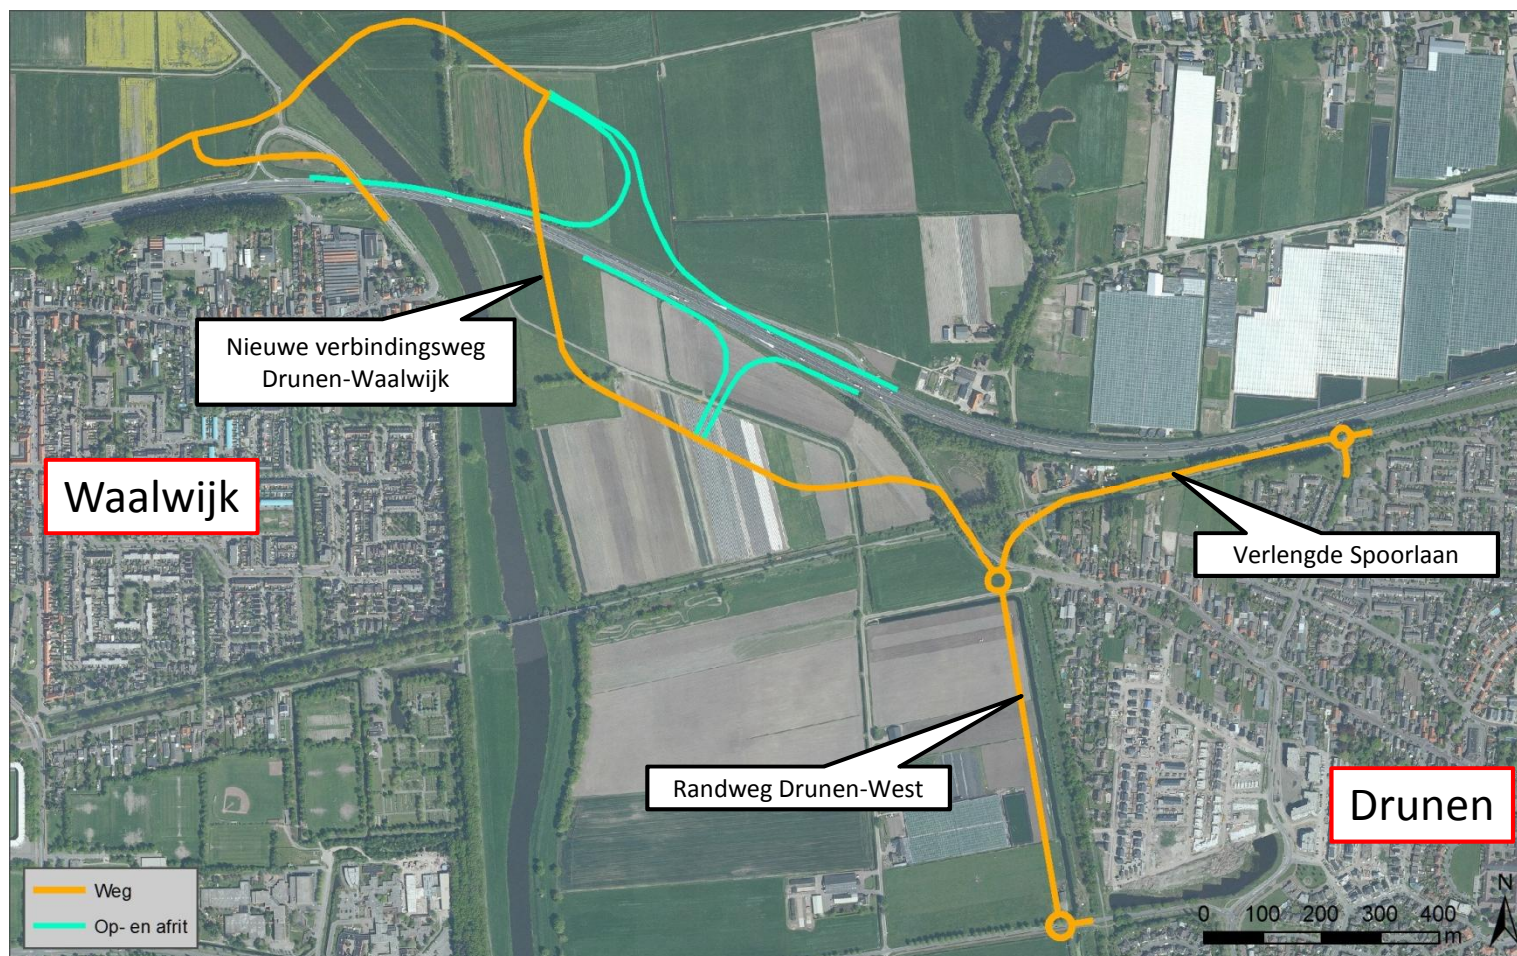 Nieuwe verbindingsweg
Drunen-Waalwijk
Waalwijk
Verlengde Spoorlaan
Randweg Drunen-West
Drunen
Weg
Op- en afrit
N
0 100 200 300 400
m